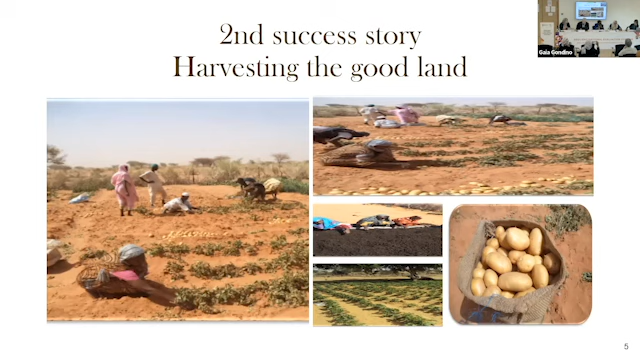 2nd success story
Harvesting the good land
Gaia Gondino
5